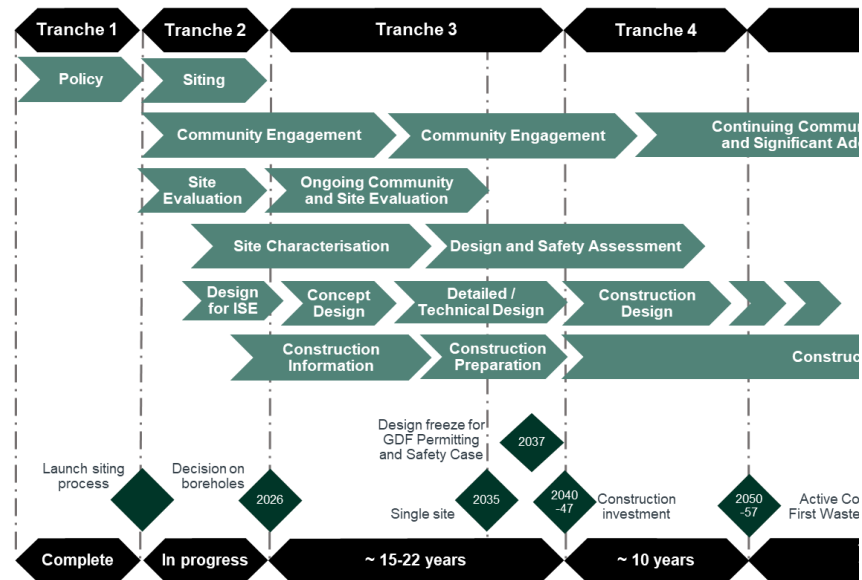 Tranche 1
Tranche 2
Tranche 3
Tranche 4
Policy
Siting
Community Engagement
Community Engagement
Continuing Commun
and Significant Ad
Site
Evaluation
Ongoing Community
and Site Evaluation
Site Characterisation
Design and Safety Assessment
Design
for ISE
Concept
Design
Detailed /
Technical Design
Construction
Design
Construction
Information
Construction
Preparation
Construc
Design freeze for
GDF Permitting
and Safety Case
2037
Launch siting
process
Decision on
boreholes
2026
Single site
2035
2040
-47
Construction
investment
2050
-57
Active Co
First Waste
Complete
In progress
~ 15-22 years
~ 10 years